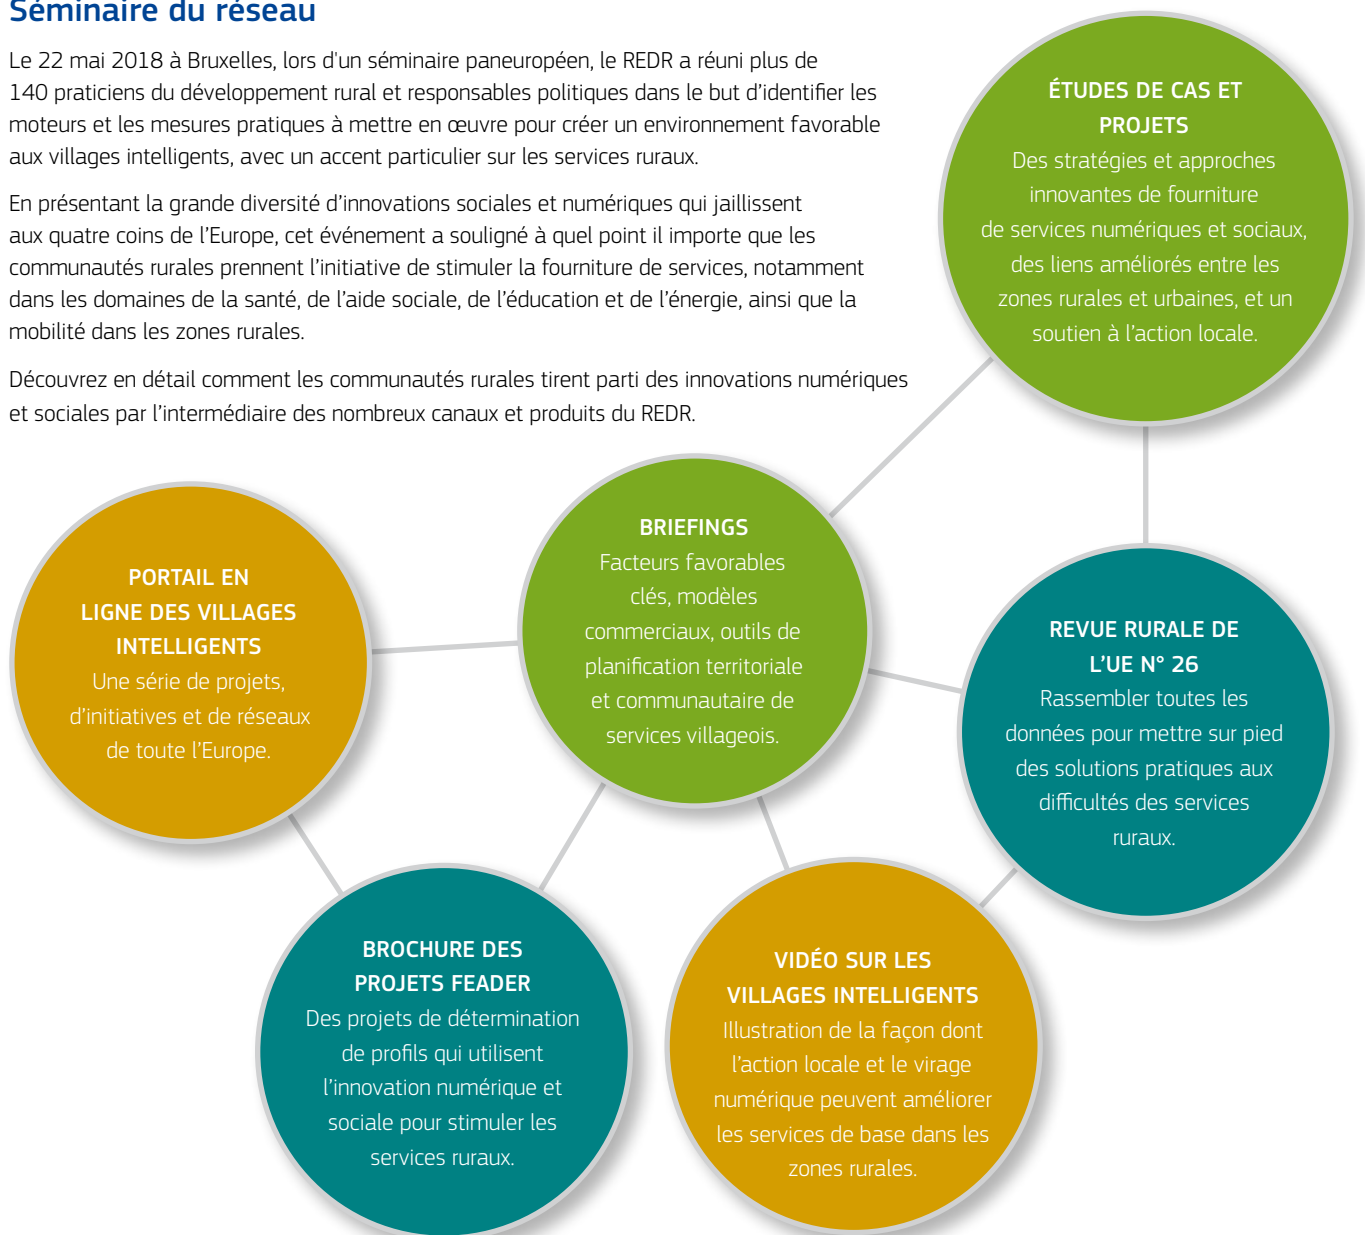 Séminaire du réseau
Le 22 mai 2018 à Bruxelles, lors d'un séminaire paneuropéen, le REDR a réuni plus de
140 praticiens du développement rural et responsables politiques dans le but d’identifier les
moteurs et les mesures pratiques à mettre en œuvre pour créer un environnement favorable
aux villages intelligents, avec un accent particulier sur les services ruraux.
En présentant la grande diversité d’innovations sociales et numériques qui jaillissent
aux quatre coins de l’Europe, cet événement a souligné à quel point il importe que les
communautés rurales prennent l’initiative de stimuler la fourniture de services, notamment
dans les domaines de la santé, de l’aide sociale, de l’éducation et de l’énergie, ainsi que la
mobilité dans les zones rurales.
Découvrez en détail comment les communautés rurales tirent parti des innovations numériques
et sociales par l’intermédiaire des nombreux canaux et produits du REDR.
ÉTUDES DE CAS ET
PROJETS
Des stratégies et approches
innovantes de fourniture
de services numériques et sociaux,
des liens améliorés entre les
zones rurales et urbaines, et un
soutien à l’action locale.
BRIEFINGS
Facteurs favorables
clés, modèles
commerciaux, outils de
planification territoriale
et communautaire de
services villageois.
PORTAIL EN
LIGNE DES VILLAGES
INTELLIGENTS
Une série de projets,
d’initiatives et de réseaux
de toute l’Europe.
REVUE RURALE DE
L’UE N° 26
Rassembler toutes les
données pour mettre sur pied
des solutions pratiques aux
difficultés des services
ruraux.
BROCHURE DES
PROJETS FEADER
Des projets de détermination
de profils qui utilisent
l’innovation numérique et
sociale pour stimuler les
services ruraux.
VIDÉO SUR LES
VILLAGES INTELLIGENTS
Illustration de la façon dont
l’action locale et le virage
numérique peuvent améliorer
les services de base dans les
zones rurales.